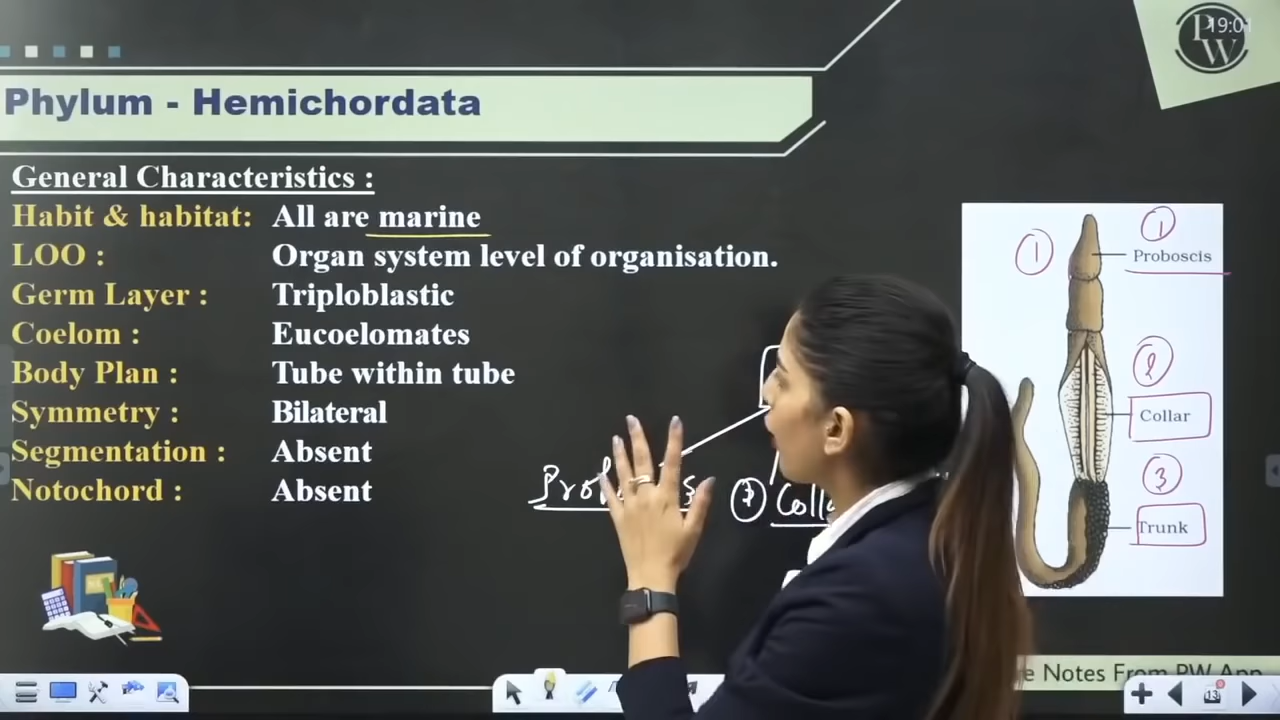 PW
19:01
Phylum - Hemichordata
General Characteristics :
Habit & habitat: All are marine
LOO : Organ system level of organisation.
Germ Layer : Triploblastic
Coelom : Eucoelomates
Body Plan : Tube within tube
Symmetry : Bilateral
Segmentation : Absent
Notochord : Absent
1 1
Proboscis
2
Collar
3
Trunk
Notes From PW App
13